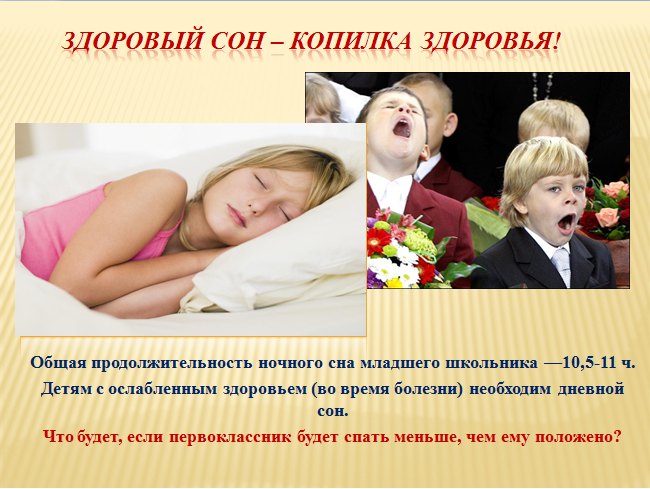 ЗДОРОВЫЙ СОН – КОПИЛКА ЗДОРОВЬЯ!
Общая продолжительность ночного сна младшего школьника —10,5-11 ч.
Детям с ослабленным здоровьем (во время болезни) необходим дневной
сон.
Что будет, если первоклассник будет спать меньше, чем ему положено?